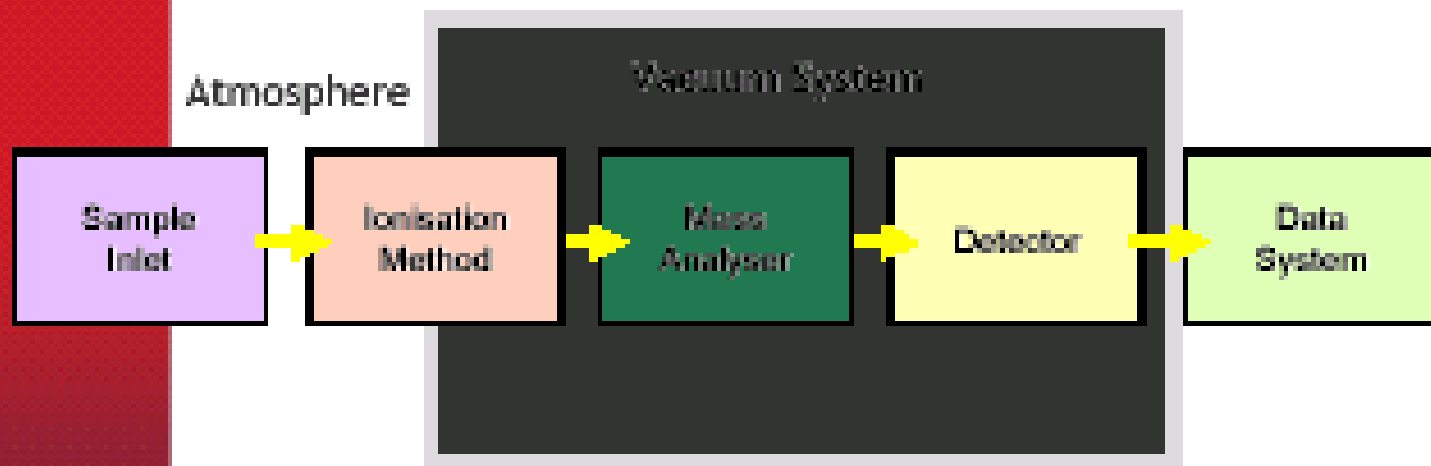 Atmosphere
Vacuum System
Sample
Inlet
Ionisation
Method
Mass
Analyser
Detector
Data
System